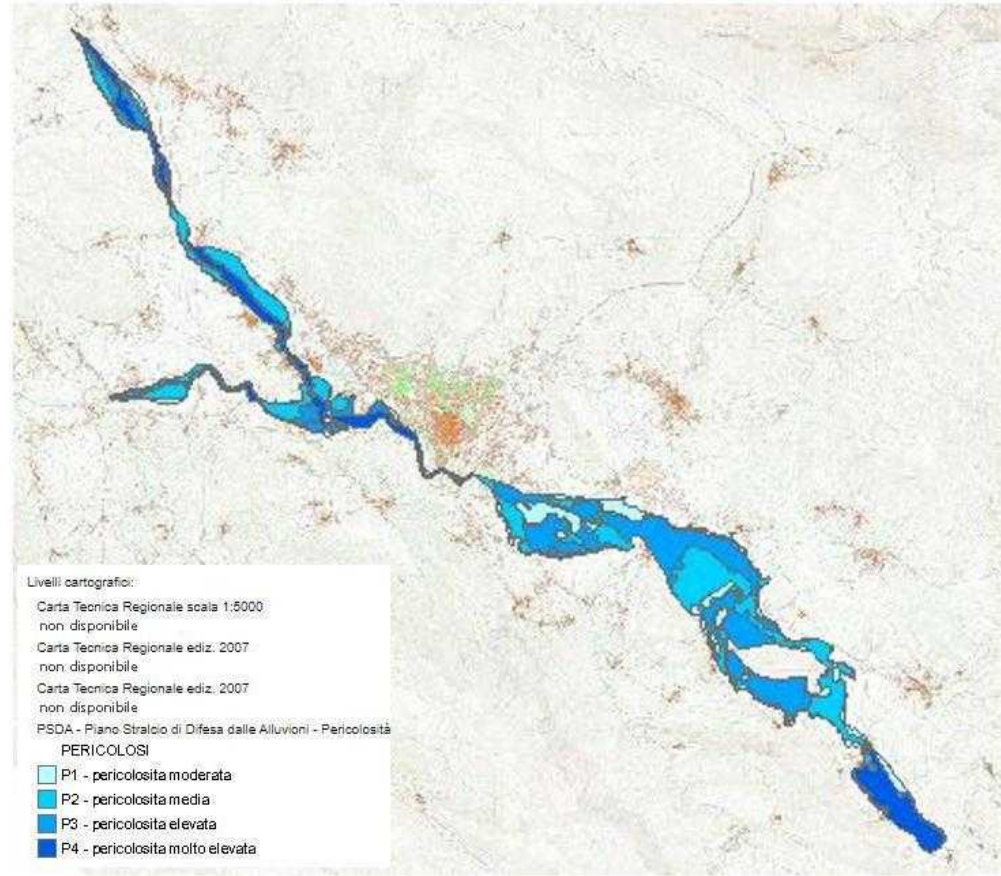 Livelli cartografici:
Carta Tecnica Regionale scala 1:5000
non disponibile
Carta Tecnica Regionale ediz. 2007
non disponibile
Carta Tecnica Regionale ediz. 2007
non disponibile
PSDA - Piano Stralcio di Difesa dalle Alluvioni - Pericolosità
PERICOLOSI
P1 - pericolosita moderata
P2 - pericolosita media
P3 - pericolosita elevata
P4 - pericolosita molto elevata